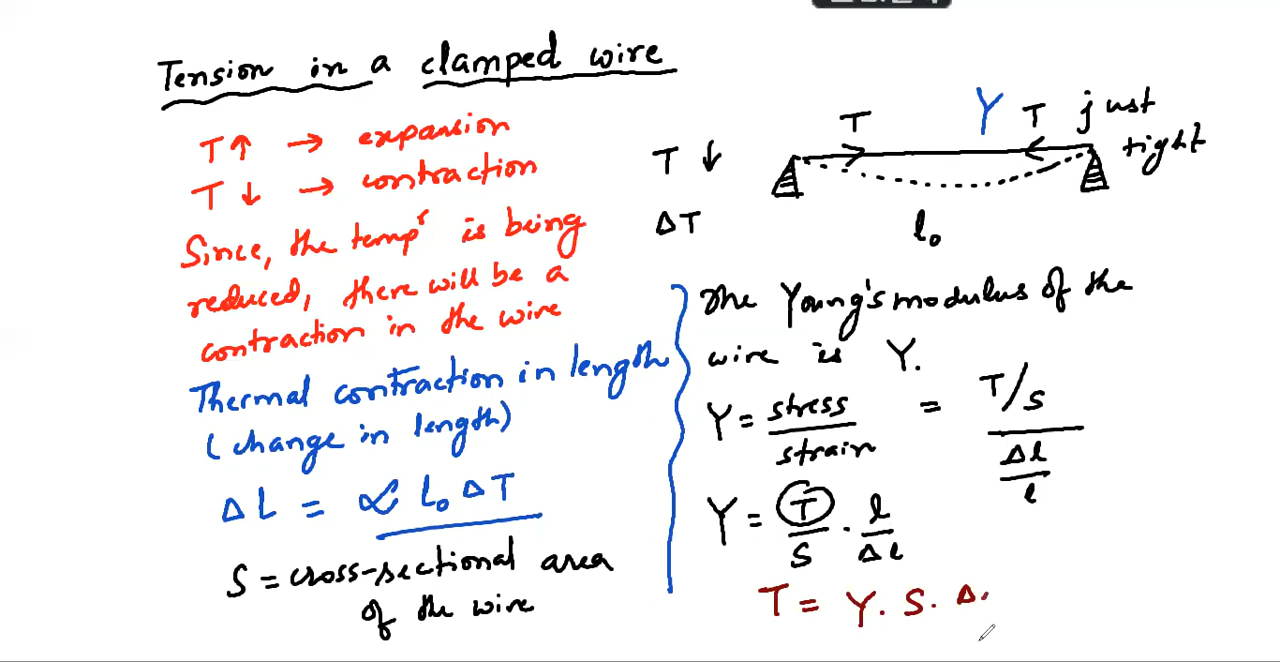 Tension in a clamped wire
T↑ → expansion
T↓ → contraction
Since, the tempʳ is being
reduced, there will be a
contraction in the wire
Thermal contraction in length
(change in length)
ΔL = ∝ L₀ ΔT
S = cross-sectional area
of the wire
T Y T just
tight
T ↓
ΔT
l₀
The Young's modulus of the
wire is Y.
Y = stress/strain = (T/S)/(Δl/l)
Y = T/S · l/Δl
T = Y. S. Δ